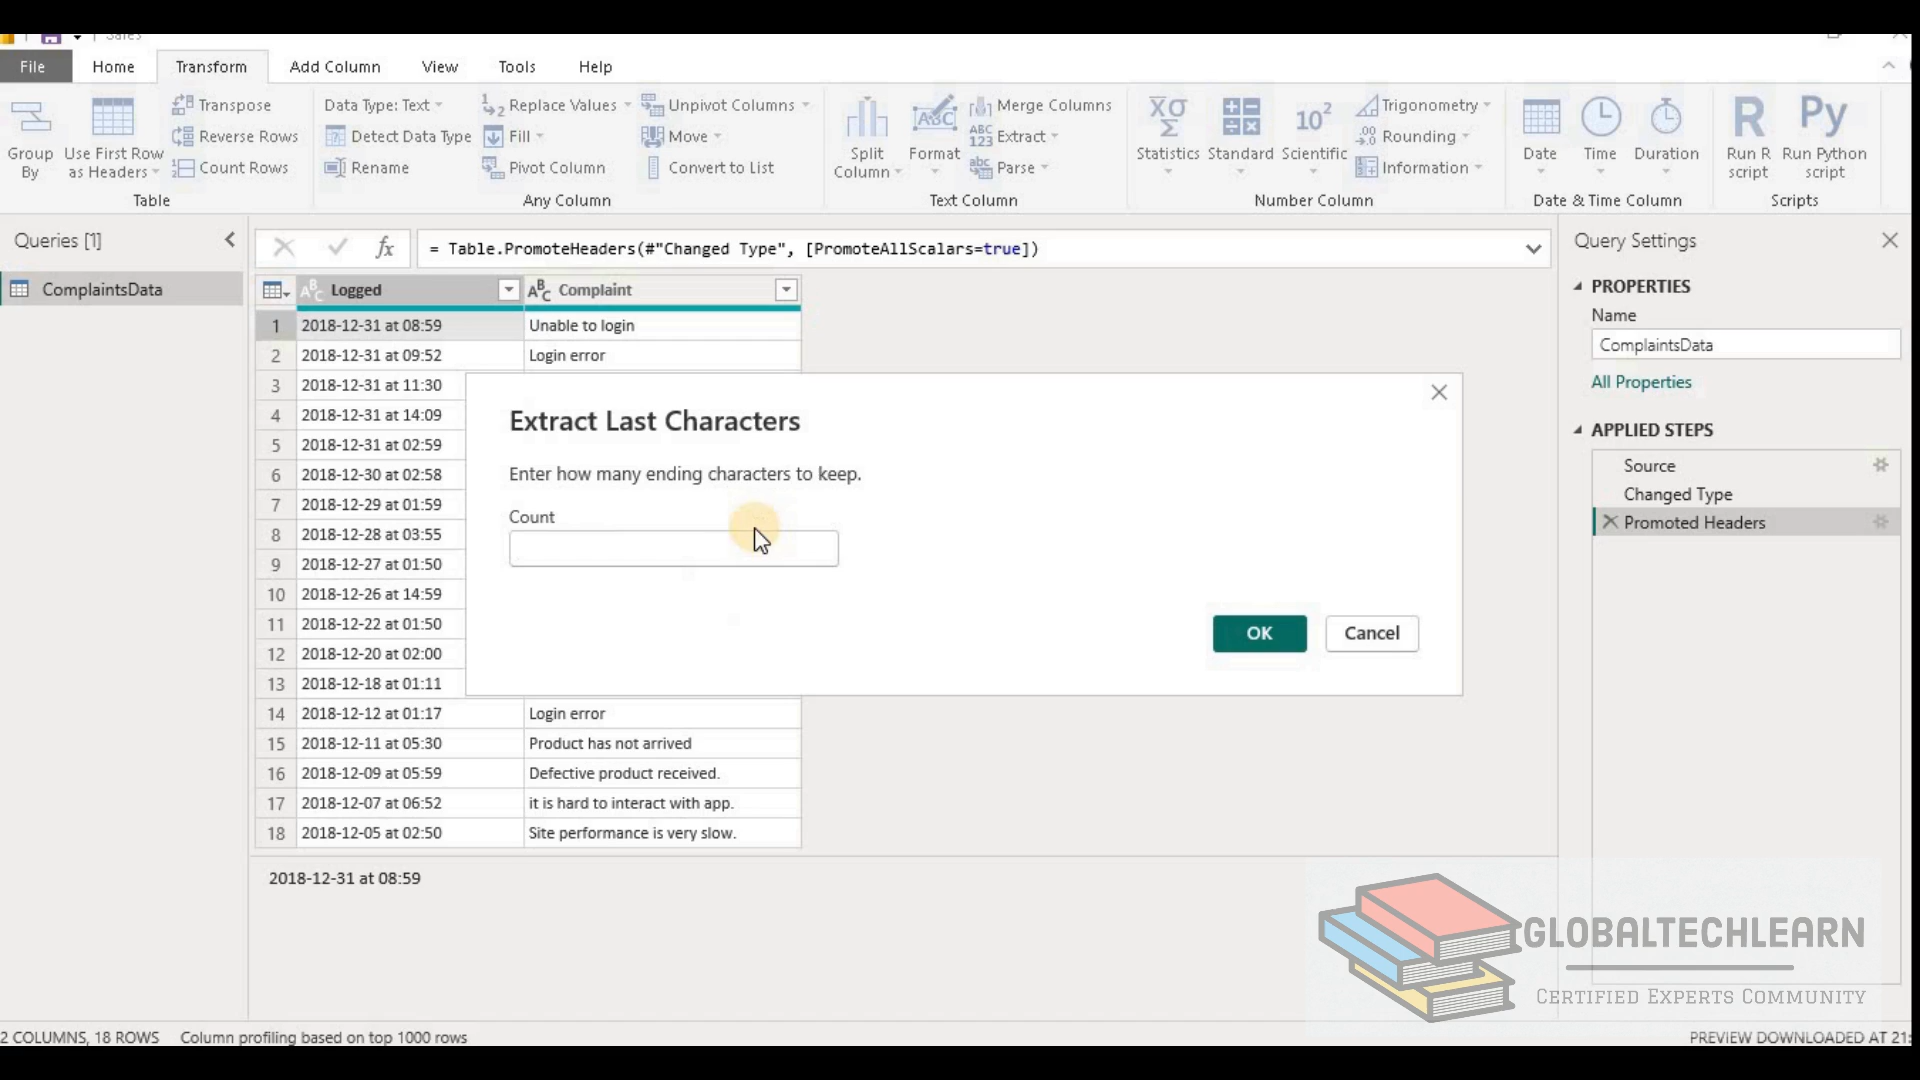 File Home Transform Add Column View Tools Help
Group By
Use First Row as Headers
Transpose
Reverse Rows
Count Rows
Table
Data Type: Text
Detect Data Type
Rename
Replace Values
Fill
Pivot Column
Unpivot Columns
Move
Convert to List
Any Column
Split Column
Format
Merge Columns
Extract
Parse
Text Column
Statistics
Standard
Scientific
Trigonometry
Rounding
Information
Number Column
Date
Time
Duration
Date & Time Column
Run R script
Run Python script
Scripts
Queries [1]
ComplaintsData
= Table.PromoteHeaders(#"Changed Type", [PromoteAllScalars=true])
Logged Complaint
1 2018-12-31 at 08:59 Unable to login
2 2018-12-31 at 09:52 Login error
3 2018-12-31 at 11:30
4 2018-12-31 at 14:09
5 2018-12-31 at 02:59
6 2018-12-30 at 02:58
7 2018-12-29 at 01:59
8 2018-12-28 at 03:55
9 2018-12-27 at 01:50
10 2018-12-26 at 14:59
11 2018-12-22 at 01:50
12 2018-12-20 at 02:00
13 2018-12-18 at 01:11
14 2018-12-12 at 01:17 Login error
15 2018-12-11 at 05:30 Product has not arrived
16 2018-12-09 at 05:59 Defective product received.
17 2018-12-07 at 06:52 it is hard to interact with app.
18 2018-12-05 at 02:50 Site performance is very slow.
2018-12-31 at 08:59
Extract Last Characters
Enter how many ending characters to keep.
Count
OK Cancel
Query Settings
PROPERTIES
Name
ComplaintsData
All Properties
APPLIED STEPS
Source
Changed Type
Promoted Headers
GLOBALTECHLEARN
CERTIFIED EXPERTS COMMUNITY
2 COLUMNS, 18 ROWS Column profiling based on top 1000 rows
PREVIEW DOWNLOADED AT 21: